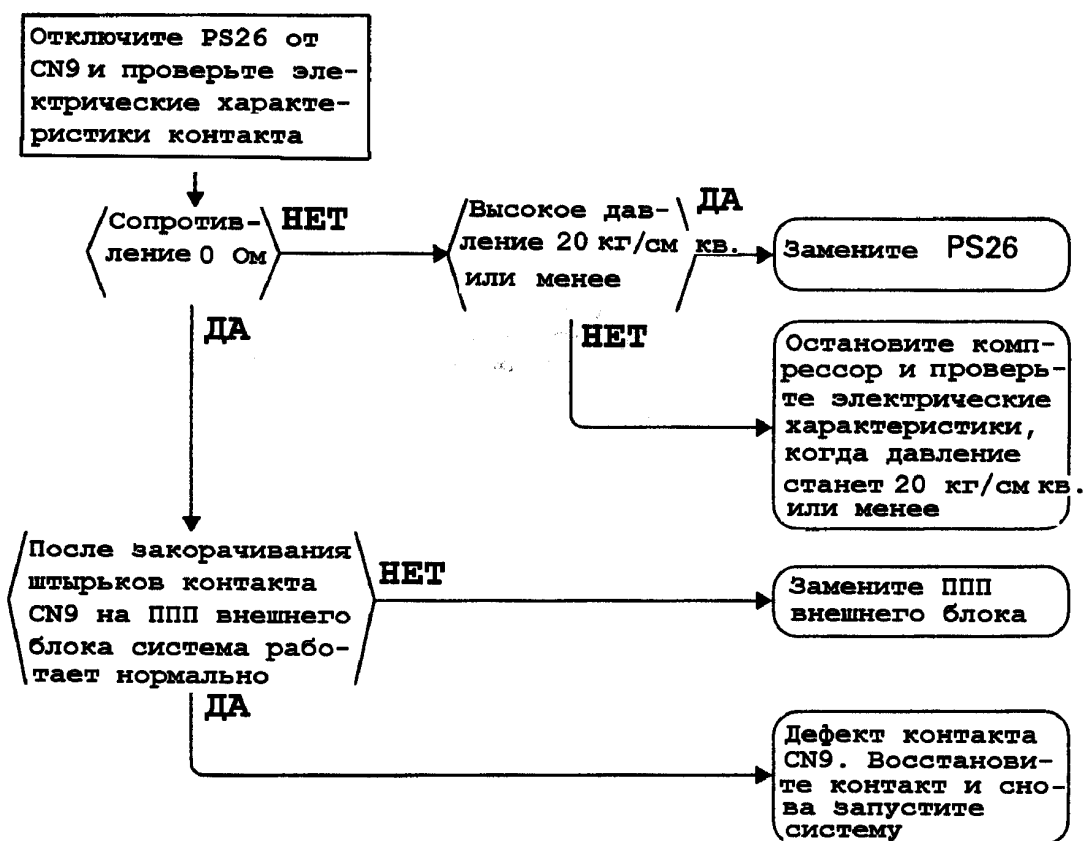 Отключите PS26 от
CN9 и проверьте эле-
ктрические характе-
ристики контакта
Сопротив-
ление 0 Ом
НЕТ
Высокое дав-
ление 20 кг/см кв.
или менее
ДА
Замените PS26
ДА
НЕТ
Остановите комп-
рессор и проверь-
те электрические
характеристики,
когда давление
станет 20 кг/см кв.
или менее
После закорачивания
штырьков контакта
CN9 на ППП внешнего
блока система рабо-
тает нормально
НЕТ
Замените ППП
внешнего блока
ДА
Дефект контакта
CN9. Восстанови-
те контакт и сно-
ва запустите
систему